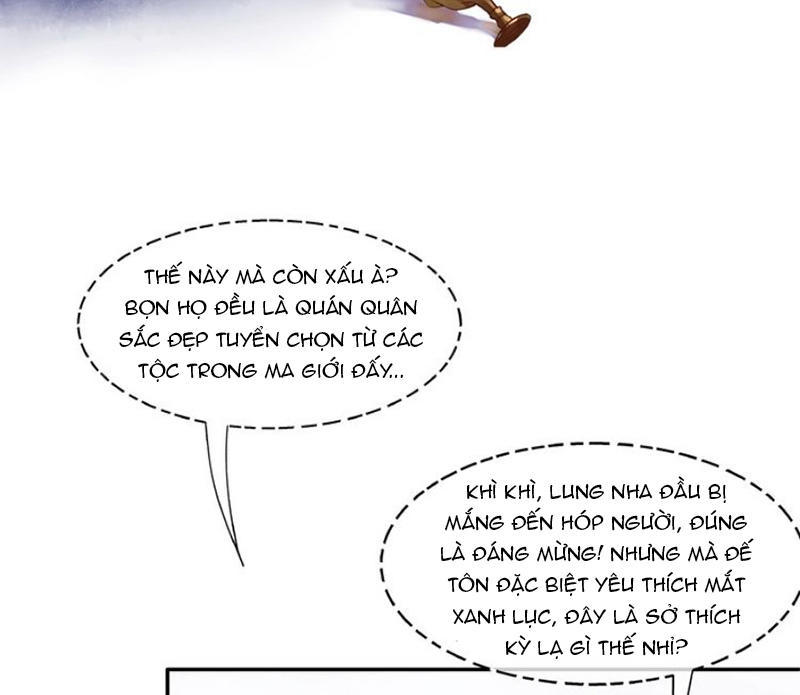 THẾ NÀY MÀ CÒN XẤU À?
BỌN HỌ ĐỀU LÀ QUÁN QUÂN
SẮC ĐẸP TUYỂN CHỌN TỪ CÁC
TỘC TRONG MA GIỚI ĐẤY...
KHÌ KHÌ, LUNG NHA ĐẦU BỊ
MẮNG ĐẾN HÓP NGƯỜI, ĐÚNG
LÀ ĐÁNG MỪNG! NHƯNG MÀ ĐẾ
TÔN ĐẶC BIỆT YÊU THÍCH MẮT
XANH LỤC, ĐÂY LÀ SỞ THÍCH
KỲ LẠ GÌ THẾ NHỈ?